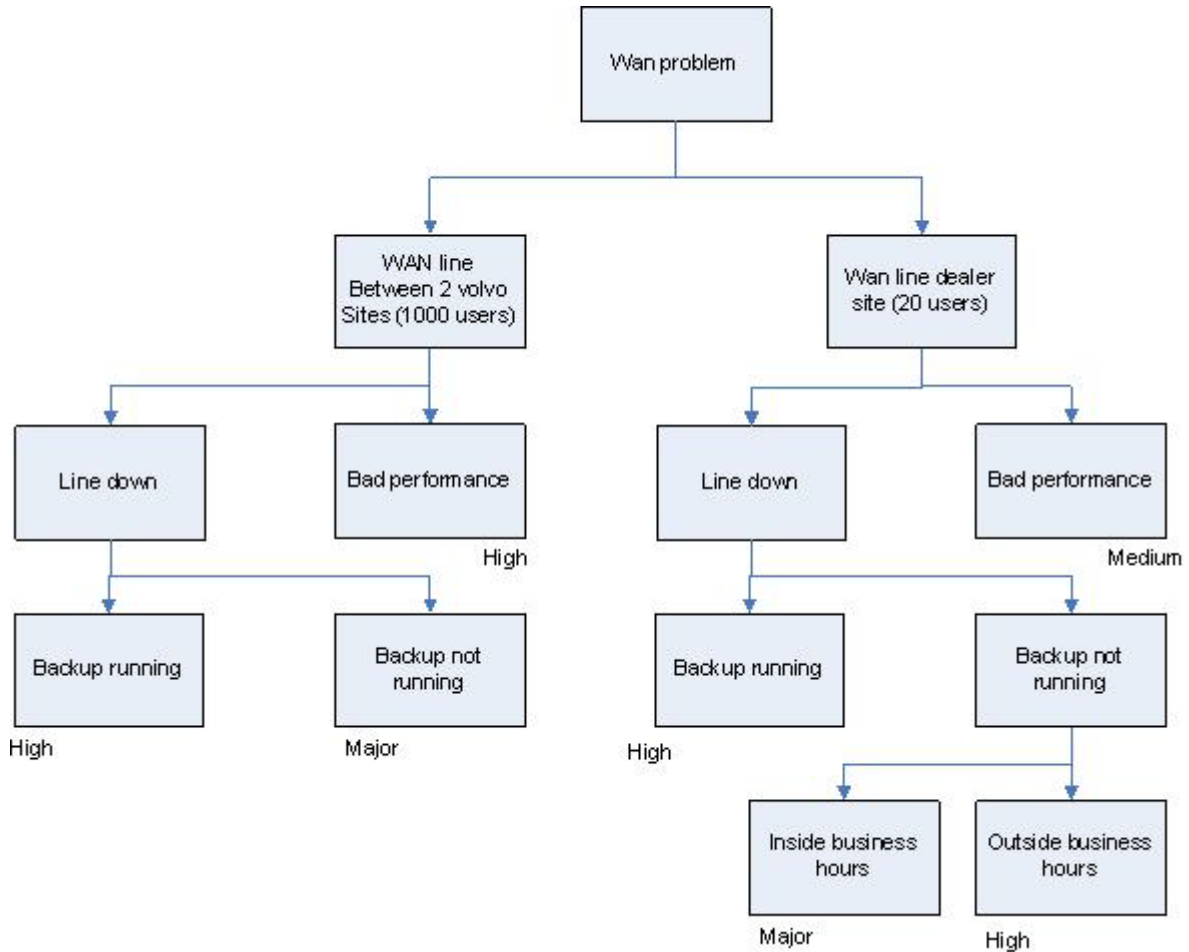 Wan problem
WAN line
Between 2 volvo
Sites (1000 users)
Wan line dealer
site (20 users)
Line down
Bad performance
High
Line down
Bad performance
Medium
Backup running
High
Backup not
running
Major
Backup running
High
Backup not
running
Inside business
hours
Major
Outside business
hours
High